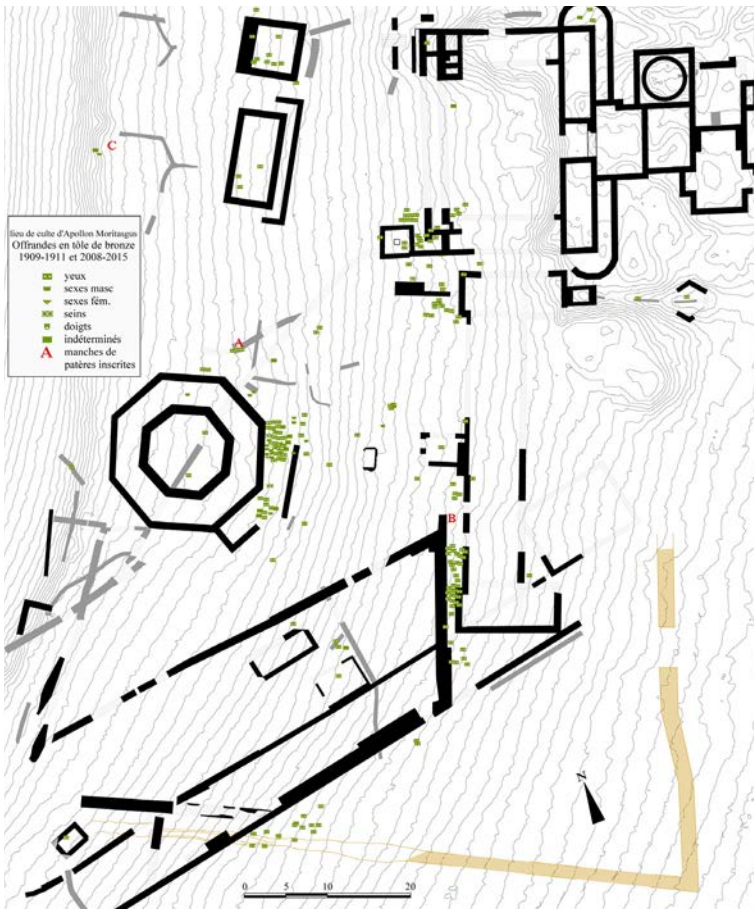 C
lieu de culte d'Apollon Moritasgus
Offrandes en tôle de bronze
1909-1911 et 2008-2015
yeux
sexes masc
sexes fém.
seins
doigts
indéterminés
A manches de
patères inscrites
A
B
N
0 5 10 20